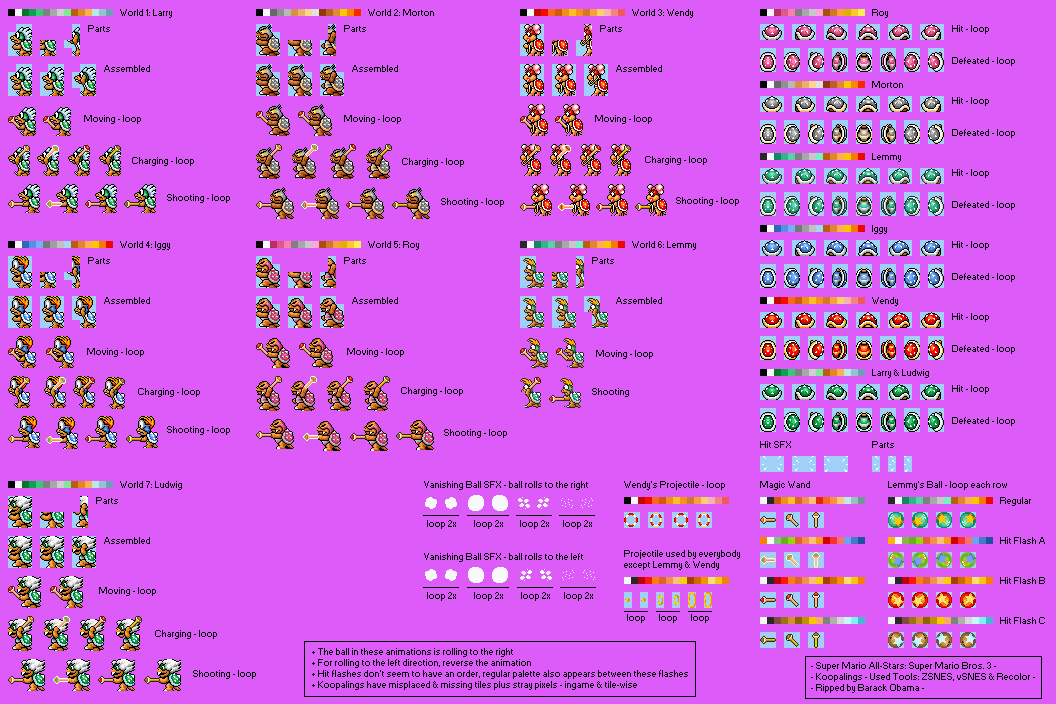 World 1: Larry
Parts
Assembled
Moving - loop
Charging - loop
Shooting - loop
World 2: Morton
Parts
Assembled
Moving - loop
Charging - loop
Shooting - loop
World 3: Wendy
Parts
Assembled
Moving - loop
Charging - loop
Shooting - loop
World 4: Iggy
Parts
Assembled
Moving - loop
Charging - loop
Shooting - loop
World 5: Roy
Parts
Assembled
Moving - loop
Charging - loop
Shooting - loop
World 6: Lemmy
Parts
Assembled
Moving - loop
Shooting
World 7: Ludwig
Parts
Assembled
Moving - loop
Charging - loop
Shooting - loop
Roy
Hit - loop
Defeated - loop
Morton
Hit - loop
Defeated - loop
Lemmy
Hit - loop
Defeated - loop
Iggy
Hit - loop
Defeated - loop
Wendy
Hit - loop
Defeated - loop
Larry & Ludwig
Hit - loop
Defeated - loop
Hit SFX
Parts
Vanishing Ball SFX - ball rolls to the right
loop 2x loop 2x loop 2x loop 2x
Vanishing Ball SFX - ball rolls to the left
loop 2x loop 2x loop 2x loop 2x
Wendy's Projectile - loop
Projectile used by everybody
except Lemmy & Wendy
loop loop loop
Magic Wand
Lemmy's Ball - loop each row
Regular
Hit Flash A
Hit Flash B
Hit Flash C
+ The ball in these animations is rolling to the right
+ For rolling to the left direction, reverse the animation
+ Hit flashes don't seem to have an order, regular palette also appears between these flashes
+ Koopalings have misplaced & missing tiles plus stray pixels - ingame & tile-wise
- Super Mario All-Stars: Super Mario Bros. 3 -
- Koopalings - Used Tools: ZSNES, vSNES & Recolor -
- Ripped by Barack Obama -